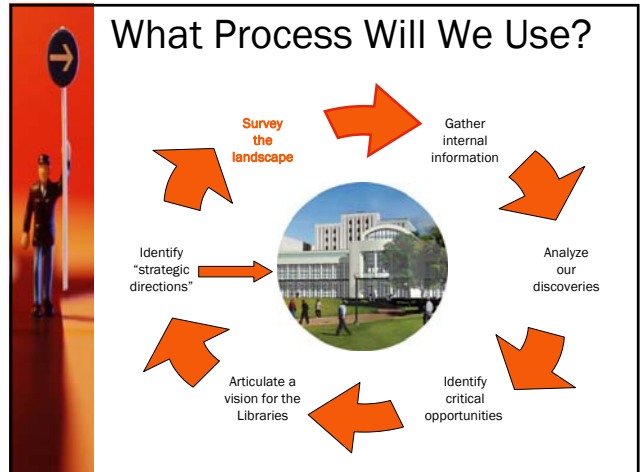 What Process Will We Use?
Survey
the
landscape
Gather
internal
information
Analyze
our
discoveries
Identify
critical
opportunities
Articulate a
vision for the
Libraries
Identify
“strategic
directions”